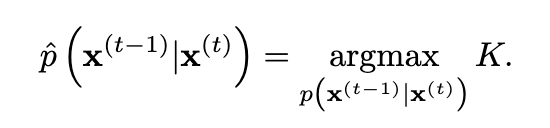 p̂(𝐱^{(t−1)}|𝐱^{(t)}) = argmax_{p(𝐱^{(t−1)}|𝐱^{(t)})} K.